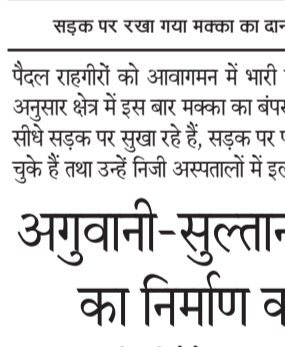 सड़क पर रखा गया मक्का का
पैदल राहगीरों को आवागमन में भारी
अनुसार क्षेत्र में इस बार मक्का का
सीधे सड़क पर सुखा रहे हैं, सड़क पर
चुके हैं तथा उन्हें निजी अस्पतालों में
अगुवानी-सुल्तान
का निर्माण